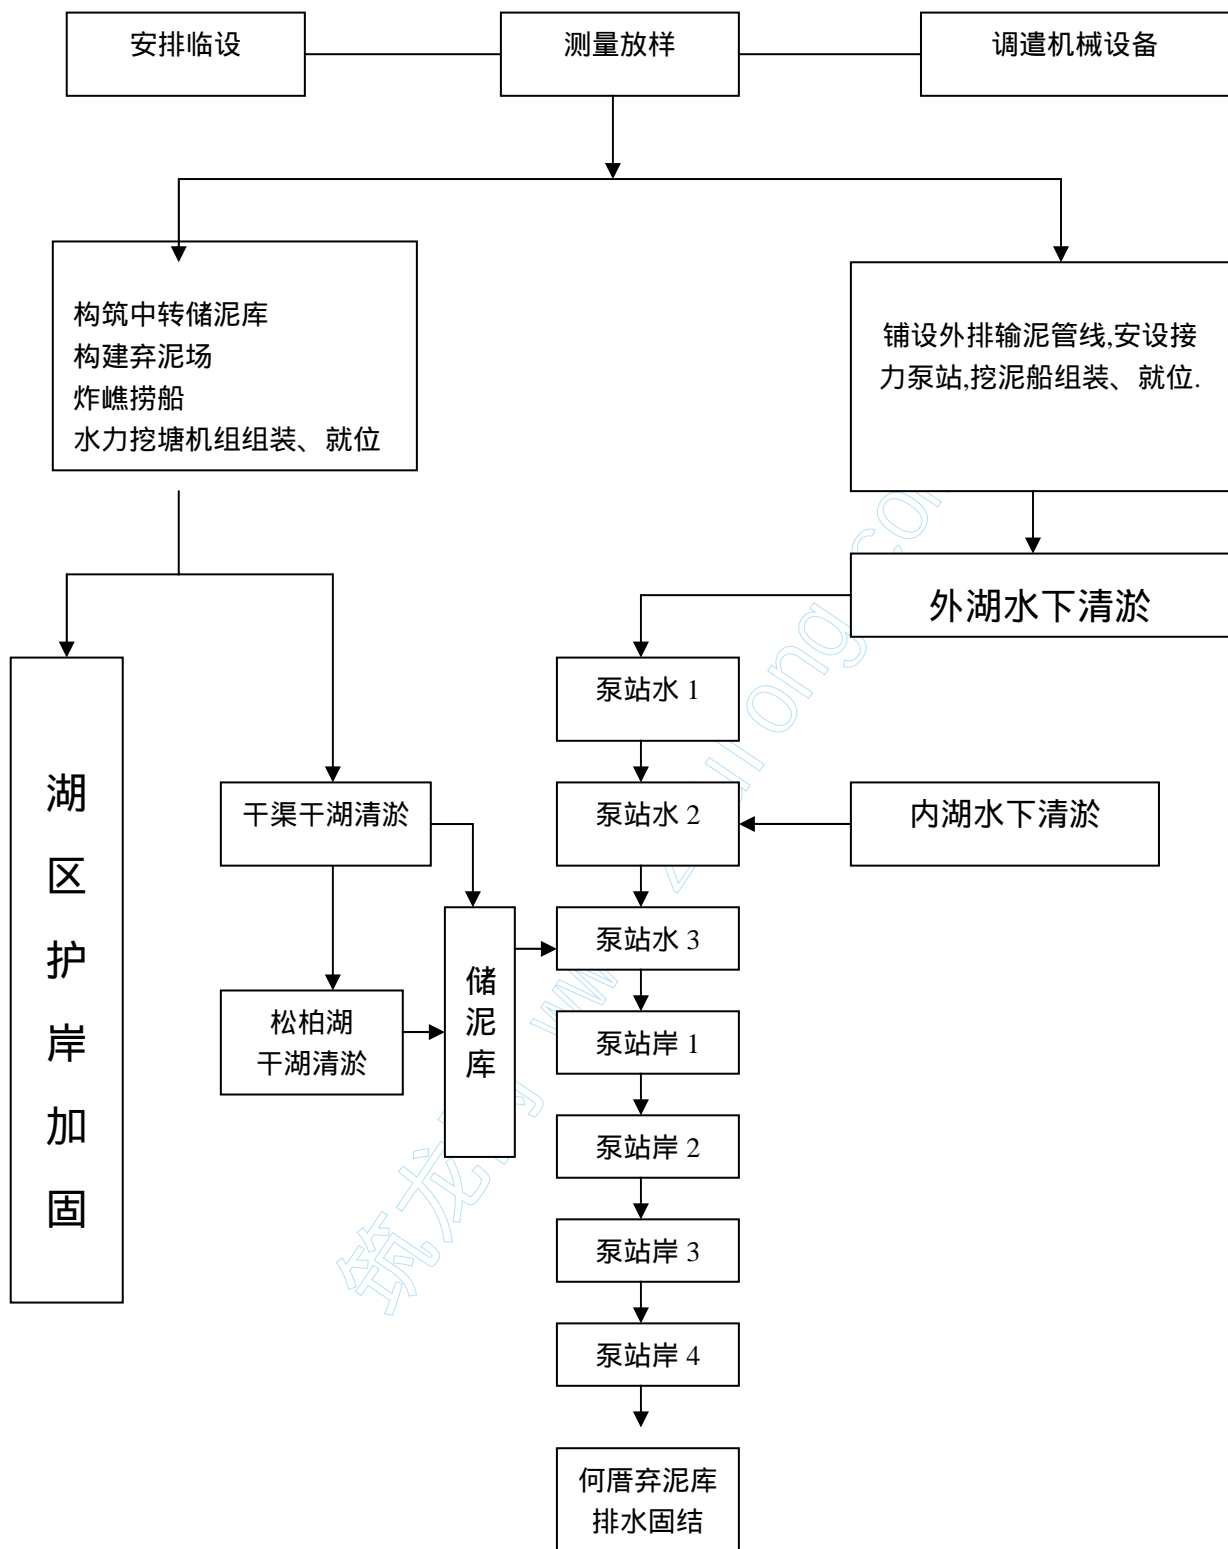 安排临设
测量放样
调遣机械设备
构筑中转储泥库
构建弃泥场
炸礁捞船
水力挖塘机组组装、就位
铺设外排输泥管线,安设接
力泵站,挖泥船组装、就位.
外湖水下清淤
泵站水 1
湖区护岸加固
干渠干湖清淤
泵站水 2
内湖水下清淤
储泥库
泵站水 3
松柏湖
干湖清淤
泵站岸 1
泵站岸 2
泵站岸 3
泵站岸 4
何厝弃泥库
排水固结